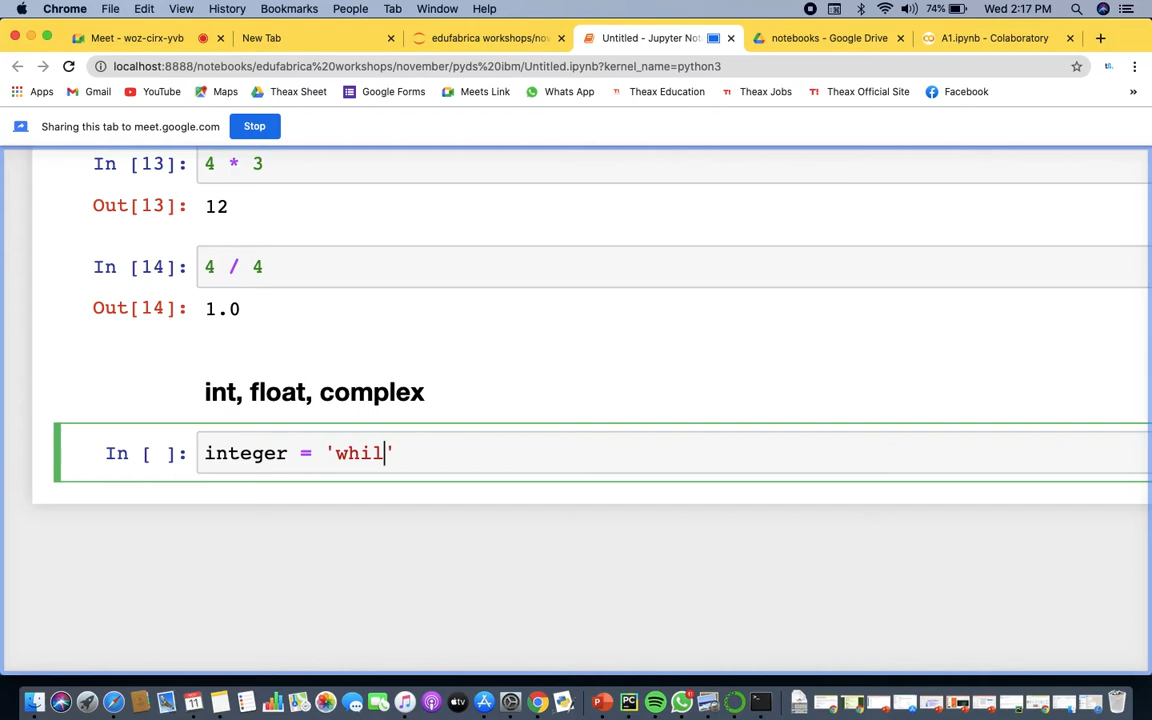 Chrome File Edit View History Bookmarks People Tab Window Help 74% Wed 2:17 PM
Meet - woz-cirx-yvb New Tab edufabrica workshops/nov Untitled - Jupyter Not notebooks - Google Drive A1.ipynb - Colaboratory
localhost:8888/notebooks/edufabrica%20workshops/november/pyds%20ibm/Untitled.ipynb?kernel_name=python3
Apps Gmail YouTube Maps Theax Sheet Google Forms Meets Link Whats App Theax Education Theax Jobs Theax Official Site Facebook »
Sharing this tab to meet.google.com Stop
In [13]: 4 * 3
Out[13]: 12
In [14]: 4 / 4
Out[14]: 1.0
int, float, complex
In [ ]: integer = 'whil'